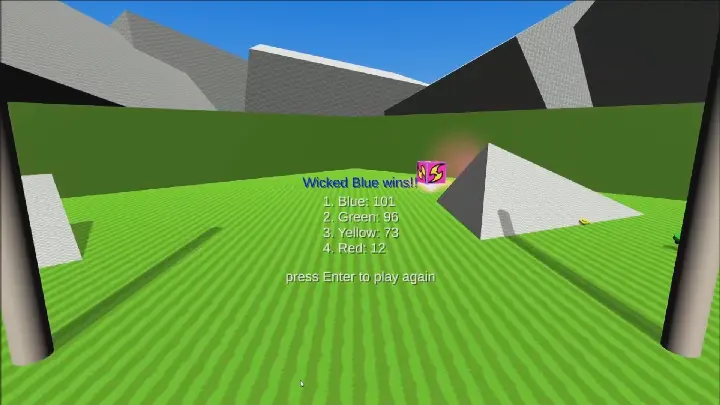 Wicked Blue wins!!
1. Blue: 101
2. Green: 96
3. Yellow: 73
4. Red: 12
press Enter to play again